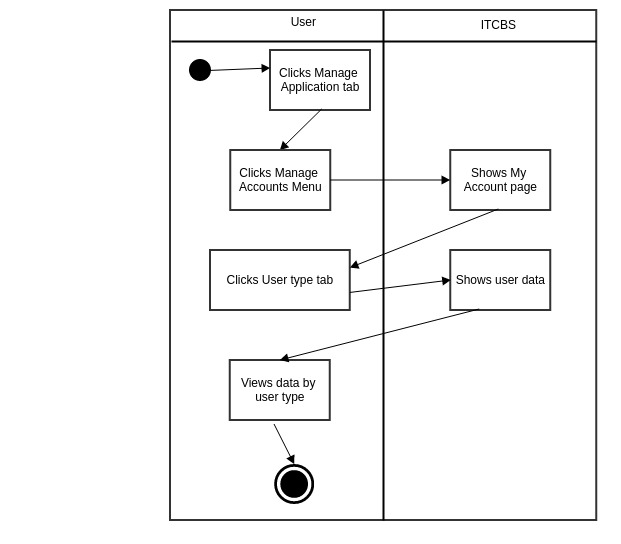 User
ITCBS
Clicks Manage
Application tab
Clicks Manage
Accounts Menu
Shows My
Account page
Clicks User type tab
Shows user data
Views data by
user type